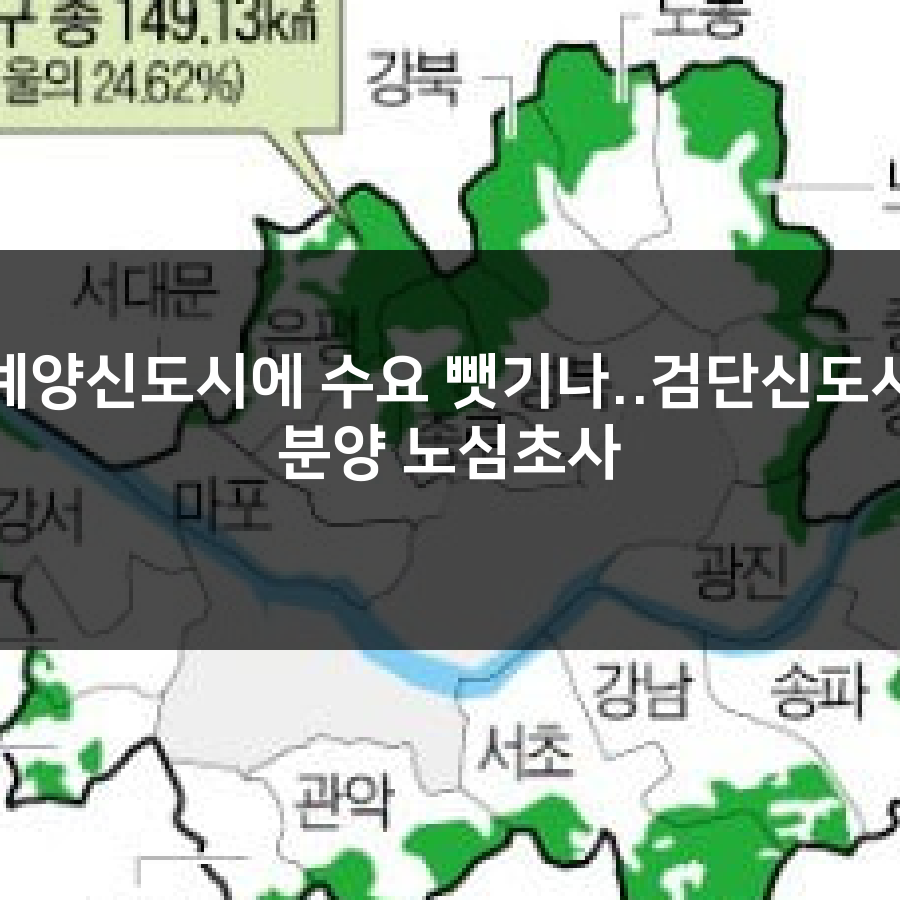 구 총 149.13㎢
울의 24.62%)
강북
노봉
서대문
은평
계양신도시에 수요 뺏기나..검단신도시
분양 노심초사
강서
마포
광진
강남
송파
서초
관악